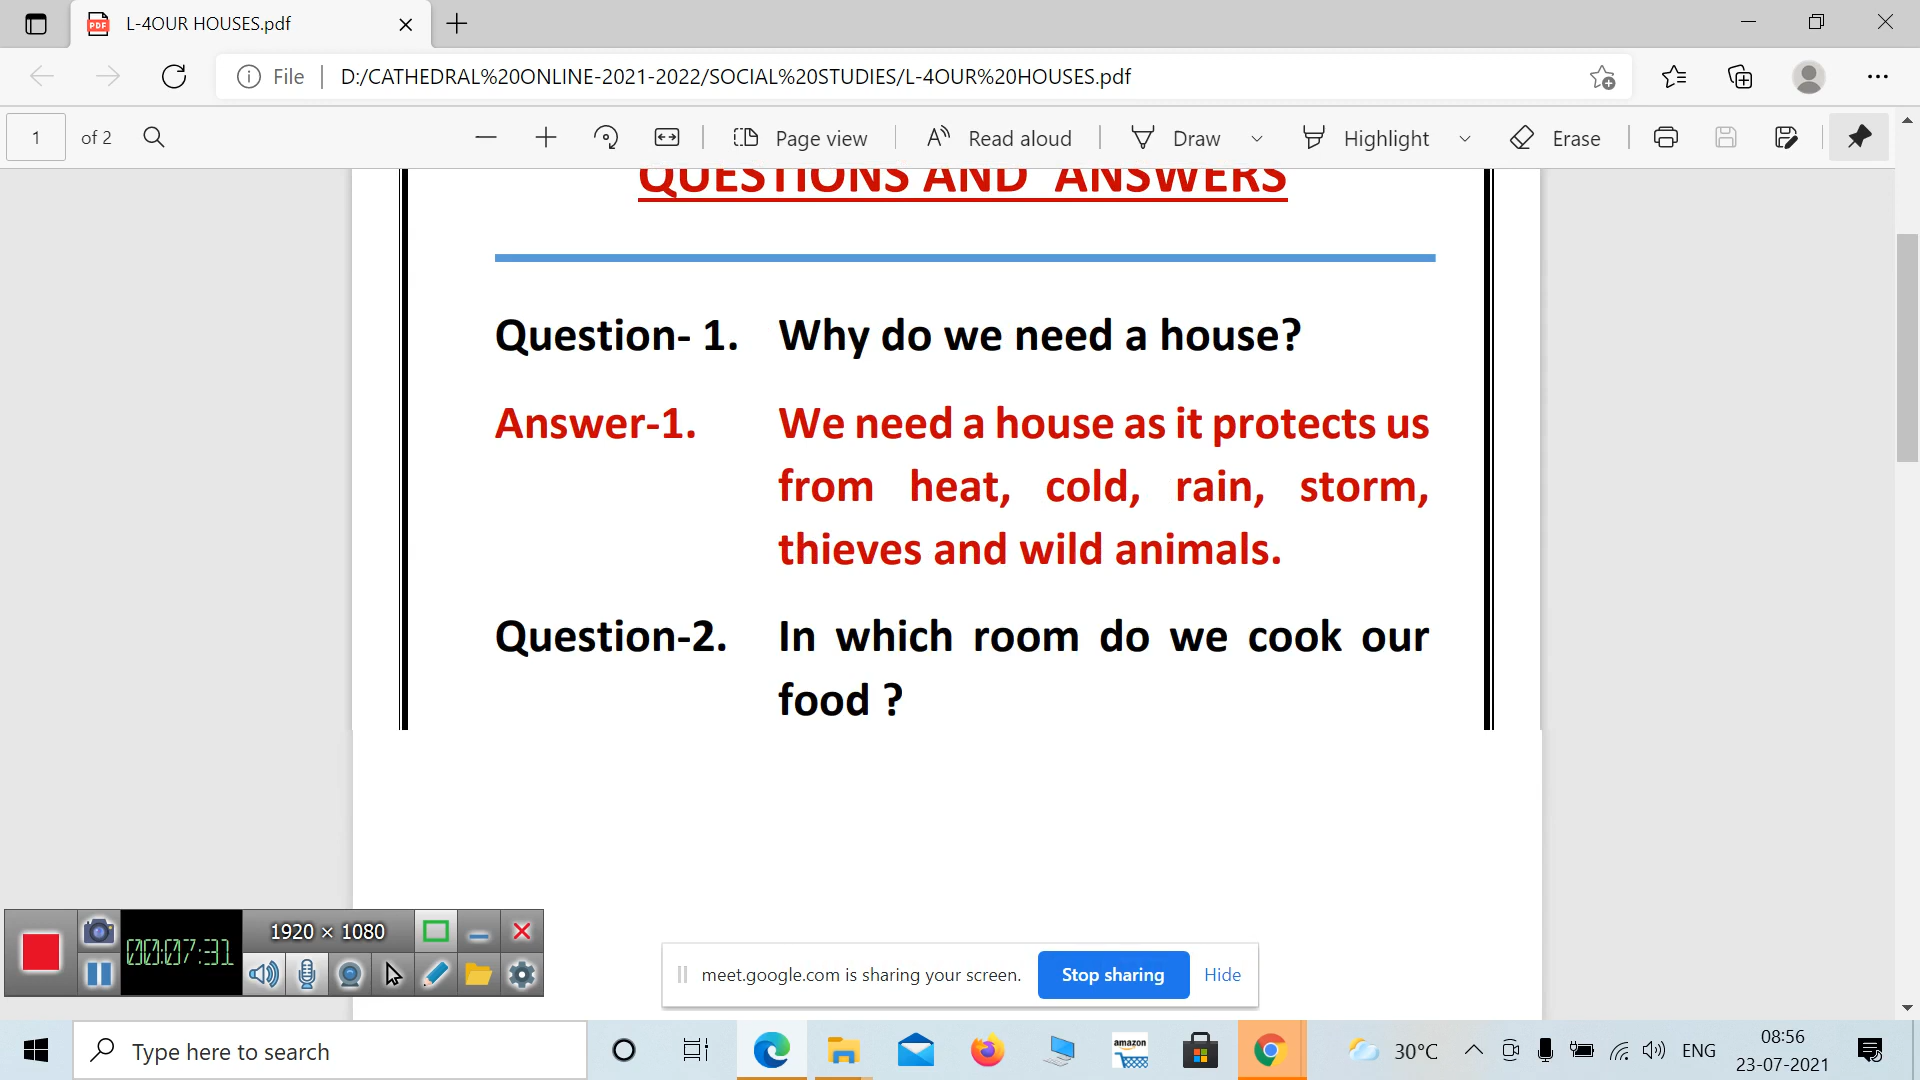 L-4OUR HOUSES.pdf
File
D:/CATHEDRAL%20ONLINE-2021-2022/SOCIAL%20STUDIES/L-4OUR%20HOUSES.pdf
1 of 2
Page view
Read aloud
Draw
Highlight
Erase
QUESTIONS AND ANSWERS
Question- 1. Why do we need a house?
Answer-1. We need a house as it protects us
from heat, cold, rain, storm,
thieves and wild animals.
Question-2. In which room do we cook our
food ?
00:07:31
1920 × 1080
meet.google.com is sharing your screen.
Stop sharing
Hide
Type here to search
amazon
30°C
ENG
08:56
23-07-2021